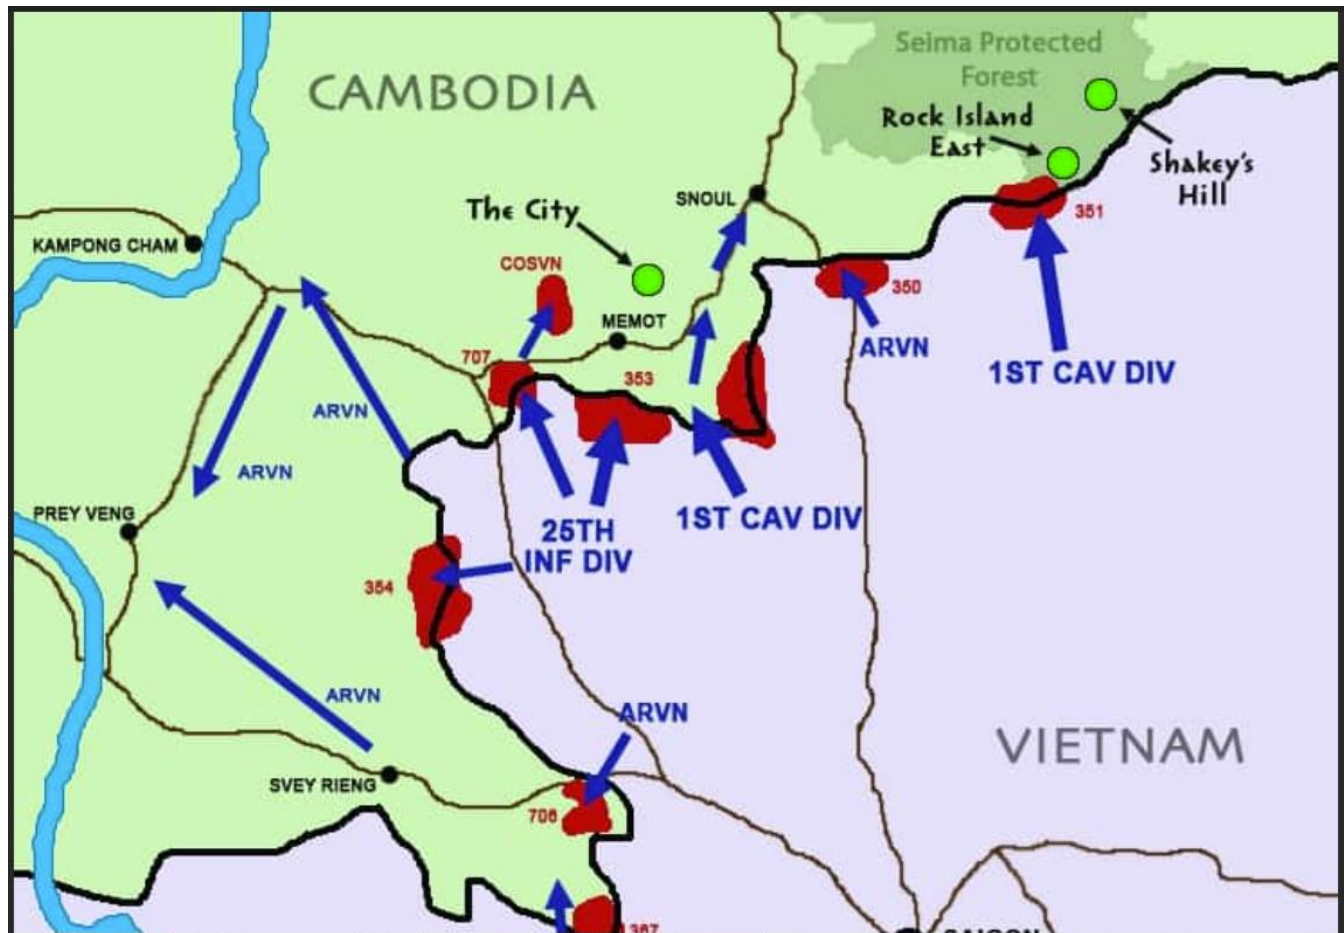 Seima Protected
Forest
CAMBODIA
Rock Island
East
Shakey's
Hill
SNOUL
The City
351
KAMPONG CHAM
COSVN
350
MEMOT
ARVN
707
353
1ST CAV DIV
ARVN
ARVN
PREY VENG
1ST CAV DIV
25TH
INF DIV
354
ARVN
ARVN
VIETNAM
SVEY RIENG
706
367
SAIGON